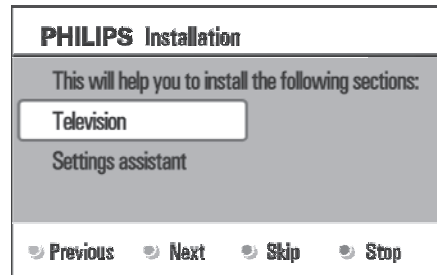 PHILIPS Installation
This will help you to install the following sections:
Television
Settings assistant
Previous Next Skip Stop